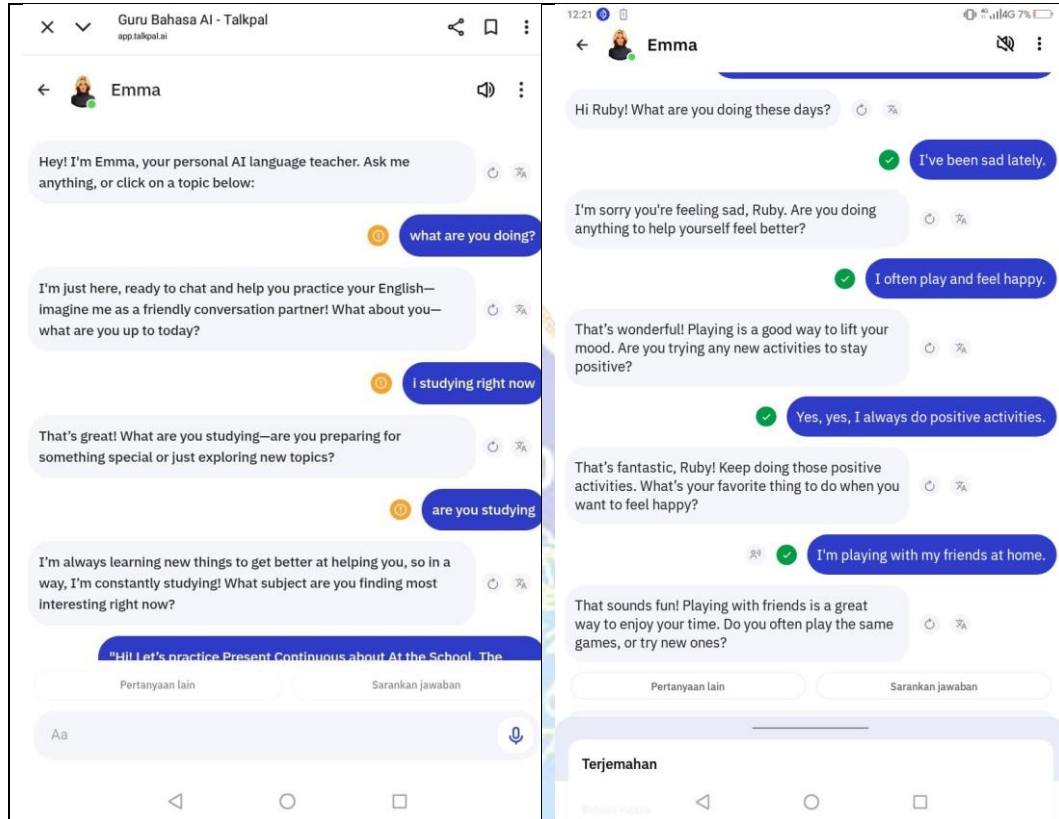 Guru Bahasa AI - Talkpal
app.talkpal.ai
Emma
Hey! I'm Emma, your personal AI language teacher. Ask me
anything, or click on a topic below:
what are you doing?
I'm just here, ready to chat and help you practice your English—
imagine me as a friendly conversation partner! What about you—
what are you up to today?
i studying right now
That's great! What are you studying—are you preparing for
something special or just exploring new topics?
are you studying
I'm always learning new things to get better at helping you, so in a
way, I'm constantly studying! What subject are you finding most
interesting right now?
"Hi! Let's practice Present Continuous about At the School. The
Pertanyaan lain
Sarankan jawaban
Aa
12:21
4G 7%
Emma
Hi Ruby! What are you doing these days?
I've been sad lately.
I'm sorry you're feeling sad, Ruby. Are you doing
anything to help yourself feel better?
I often play and feel happy.
That's wonderful! Playing is a good way to lift your
mood. Are you trying any new activities to stay
positive?
Yes, yes, I always do positive activities.
That's fantastic, Ruby! Keep doing those positive
activities. What's your favorite thing to do when you
want to feel happy?
I'm playing with my friends at home.
That sounds fun! Playing with friends is a great
way to enjoy your time. Do you often play the same
games, or try new ones?
Pertanyaan lain
Sarankan jawaban
Terjemahan